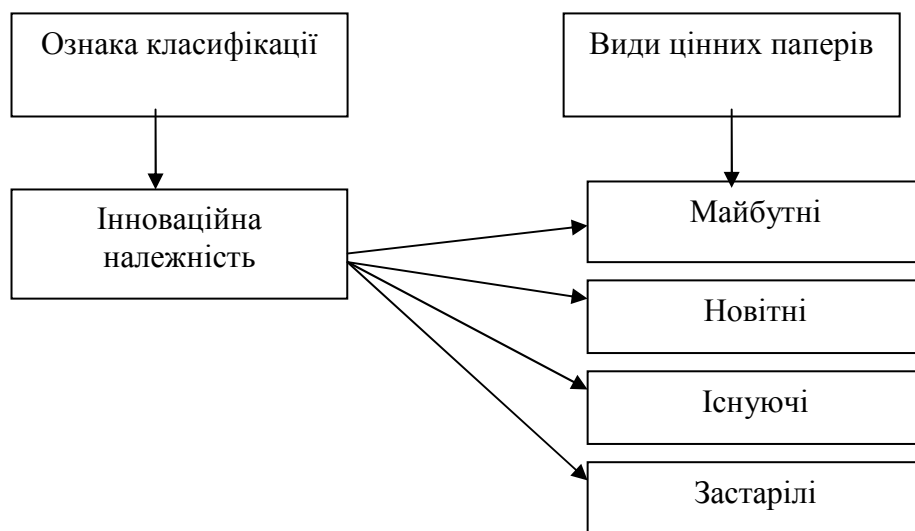 Ознака класифікації
Види цінних паперів
Інноваційна
належність
Майбутні
Новітні
Існуючі
Застарілі